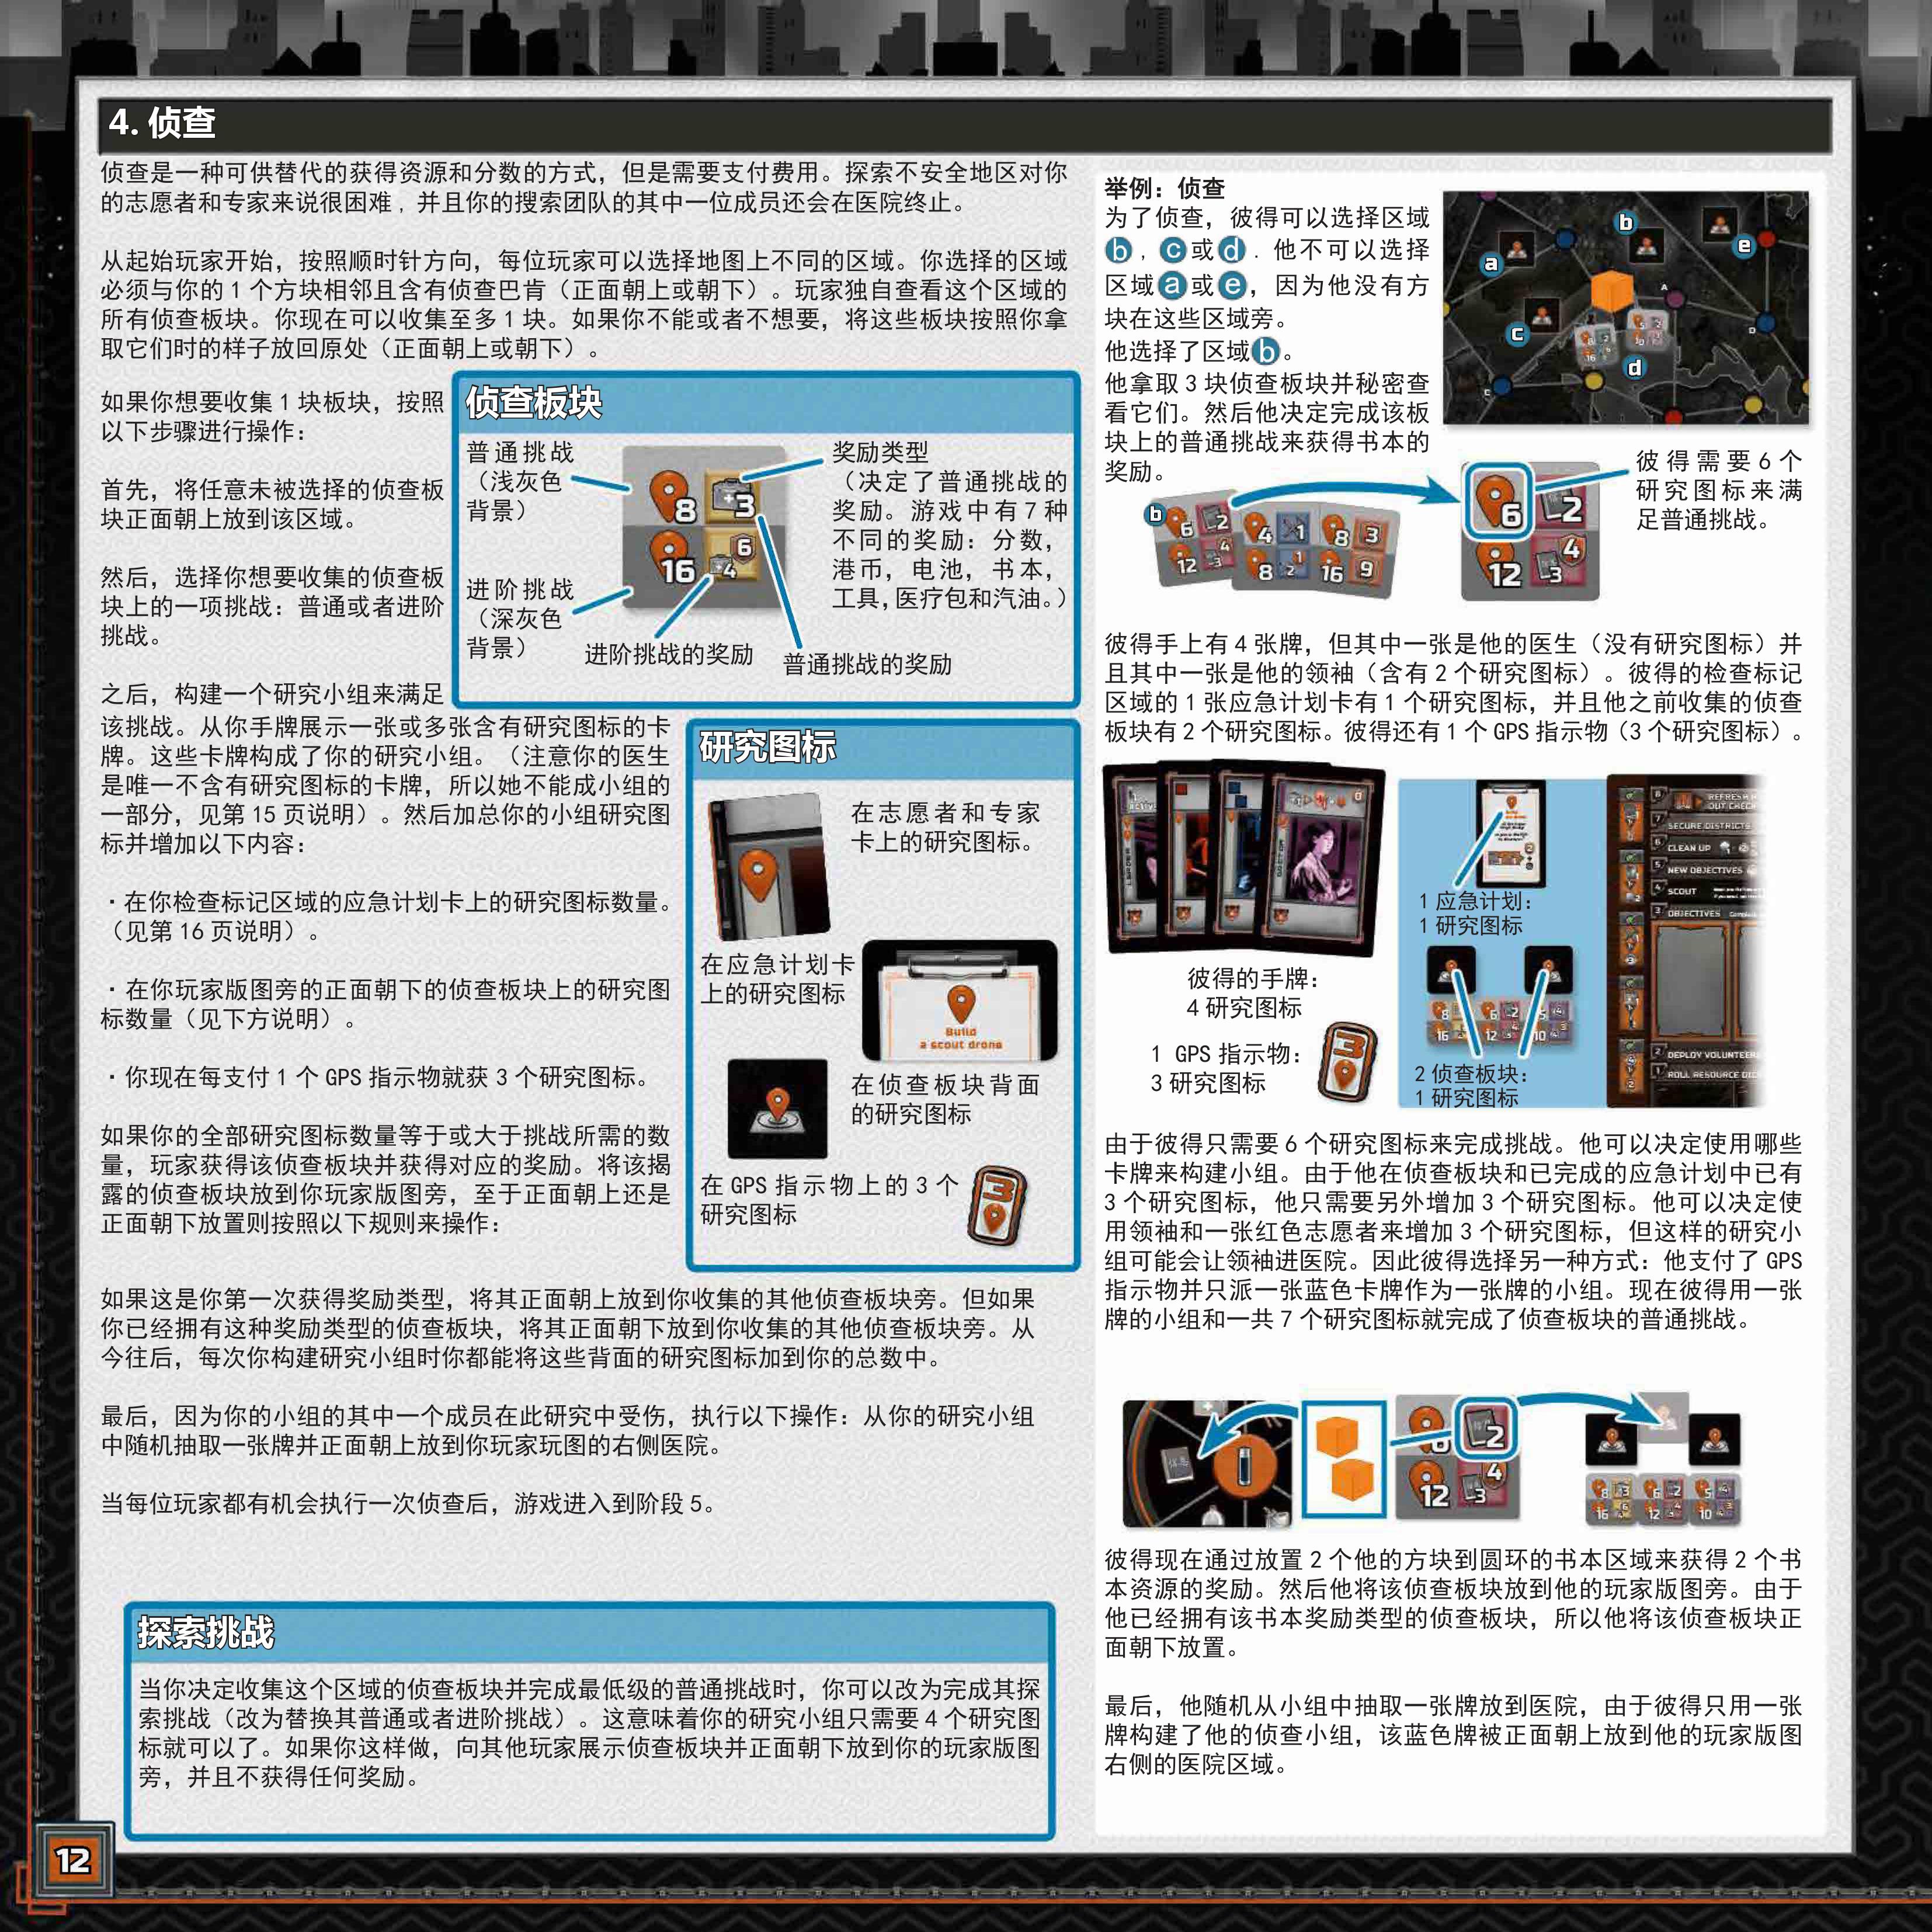 4. 侦查
侦查是一种可供替代的获得资源和分数的方式，但是需要支付费用。探索不安全地区对你
的志愿者和专家来说很困难，并且你的搜索团队的其中一位成员还会在医院终止。
从起始玩家开始，按照顺时针方向，每位玩家可以选择地图上不同的区域。你选择的区域
必须与你的 1 个方块相邻且含有侦查巴肯（正面朝上或朝下）。玩家独自查看这个区域的
所有侦查板块。你现在可以收集至多 1 块。如果你不能或者不想要，将这些板块按照你拿
取它们时的样子放回原处（正面朝上或朝下）。
如果你想要收集 1 块板块，按照
以下步骤进行操作：
首先，将任意未被选择的侦查板
块正面朝上放到该区域。
然后，选择你想要收集的侦查板
块上的一项挑战：普通或者进阶
挑战。
之后，构建一个研究小组来满足
该挑战。从你手牌展示一张或多张含有研究图标的卡
牌。这些卡牌构成了你的研究小组。（注意你的医生
是唯一不含有研究图标的卡牌，所以她不能成小组的
一部分，见第 15 页说明）。然后加总你的小组研究图
标并增加以下内容：
·在你检查标记区域的应急计划卡上的研究图标数量。
（见第 16 页说明）。
·在你玩家版图旁的正面朝下的侦查板块上的研究图
标数量（见下方说明）。
·你现在每支付 1 个 GPS 指示物就获 3 个研究图标。
如果你的全部研究图标数量等于或大于挑战所需的数
量，玩家获得该侦查板块并获得对应的奖励。将该揭
露的侦查板块放到你玩家版图旁，至于正面朝上还是
正面朝下放置则按照以下规则来操作：
如果这是你第一次获得奖励类型，将其正面朝上放到你收集的其他侦查板块旁。但如果
你已经拥有这种奖励类型的侦查板块，将其正面朝下放到你收集的其他侦查板块旁。从
今往后，每次你构建研究小组时你都能将这些背面的研究图标加到你的总数中。
最后，因为你的小组的其中一个成员在此研究中受伤，执行以下操作：从你的研究小组
中随机抽取一张牌并正面朝上放到你玩家玩图的右侧医院。
当每位玩家都有机会执行一次侦查后，游戏进入到阶段 5。
侦查板块
普通挑战
（浅灰色
背景）
进阶挑战
（深灰色
背景）
8
3
16
6
4
奖励类型
（决定了普通挑战的
奖励。游戏中有 7 种
不同的奖励：分数，
港币，电池，书本，
工具，医疗包和汽油。）
进阶挑战的奖励
普通挑战的奖励
研究图标
在志愿者和专家
卡上的研究图标。
在应急计划卡
上的研究图标
Build
a scout drone
在侦查板块背面
的研究图标
在 GPS 指示物上的 3 个
研究图标
3
探索挑战
当你决定收集这个区域的侦查板块并完成最低级的普通挑战时，你可以改为完成其探
索挑战（改为替换其普通或者进阶挑战）。这意味着你的研究小组只需要 4 个研究图
标就可以了。如果你这样做，向其他玩家展示侦查板块并正面朝下放到你的玩家版图
旁，并且不获得任何奖励。
12
举例：侦查
为了侦查，彼得可以选择区域
b，c或d．他不可以选择
区域a或e，因为他没有方
块在这些区域旁。
他选择了区域b。
他拿取 3 块侦查板块并秘密查
看它们。然后他决定完成该板
块上的普通挑战来获得书本的
奖励。
a
b
c
d
e
b
6 2
12 4 3
4 1
8 1 2
8 3
16 9
6 2
12 4 3
彼得需要 6 个
研究图标来满
足普通挑战。
彼得手上有 4 张牌，但其中一张是他的医生（没有研究图标）并
且其中一张是他的领袖（含有 2 个研究图标）。彼得的检查标记
区域的 1 张应急计划卡有 1 个研究图标，并且他之前收集的侦查
板块有 2 个研究图标。彼得还有 1 个 GPS 指示物（3 个研究图标）。
彼得的手牌：
4 研究图标
1 GPS 指示物：
3 研究图标
3
1 应急计划：
1 研究图标
2 侦查板块：
1 研究图标
7 SECURE DISTRICTS
6 CLEAN UP
5 NEW OBJECTIVES
4 SCOUT
3 OBJECTIVES
2 DEPLOY VOLUNTEER
1 ROLL RESOURCE DIC
由于彼得只需要 6 个研究图标来完成挑战。他可以决定使用哪些
卡牌来构建小组。由于他在侦查板块和已完成的应急计划中已有
3 个研究图标，他只需要另外增加 3 个研究图标。他可以决定使
用领袖和一张红色志愿者来增加 3 个研究图标，但这样的研究小
组可能会让领袖进医院。因此彼得选择另一种方式：他支付了 GPS
指示物并只派一张蓝色卡牌作为一张牌的小组。现在彼得用一张
牌的小组和一共 7 个研究图标就完成了侦查板块的普通挑战。
2
12 4 3
彼得现在通过放置 2 个他的方块到圆环的书本区域来获得 2 个书
本资源的奖励。然后他将该侦查板块放到他的玩家版图旁。由于
他已经拥有该书本奖励类型的侦查板块，所以他将该侦查板块正
面朝下放置。
最后，他随机从小组中抽取一张牌放到医院，由于彼得只用一张
牌构建了他的侦查小组，该蓝色牌被正面朝上放到他的玩家版图
右侧的医院区域。